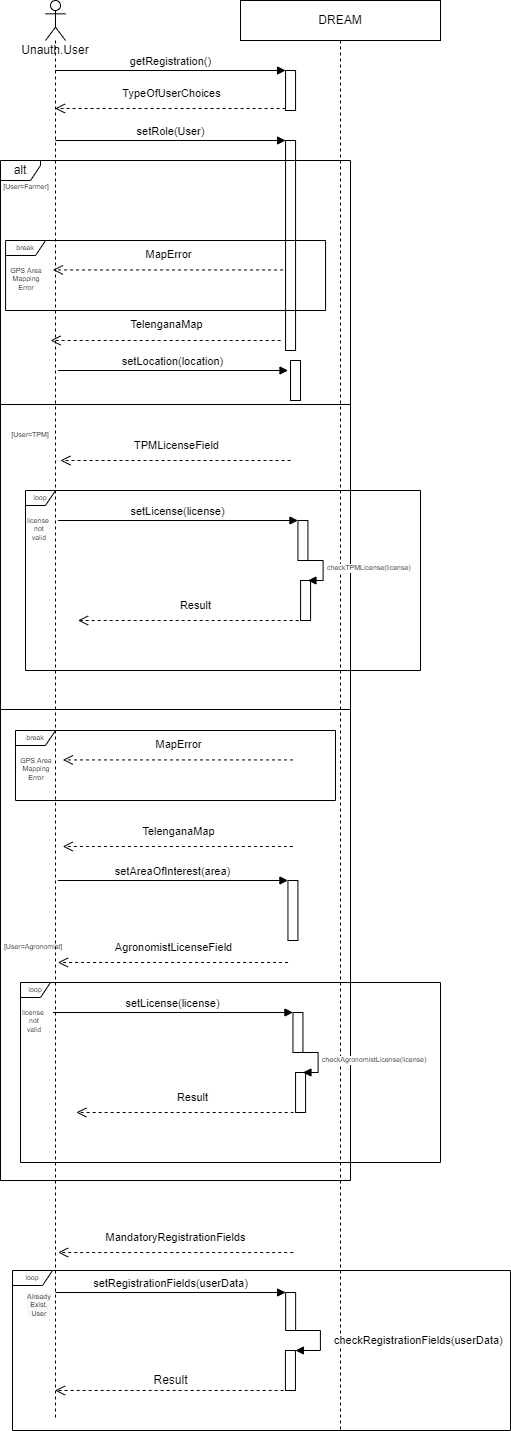 DREAM
Unauth.User
getRegistration()
TypeOfUserChoices
setRole(User)
alt
[User=Farmer]
break
MapError
GPS Area
Mapping
Error
TelenganaMap
setLocation(location)
[User=TPM]
TPMLicenseField
loop
setLicense(license)
license
not
valid
checkTPMLicense(license)
Result
break
MapError
GPS Area
Mapping
Error
TelenganaMap
setAreaOfInterest(area)
[User=Agronomist]
AgronomistLicenseField
loop
setLicense(license)
license
not
valid
checkAgronomistLicense(license)
Result
MandatoryRegistrationFields
loop
setRegistrationFields(userData)
Already
Exist.
User
checkRegistrationFields(userData)
Result